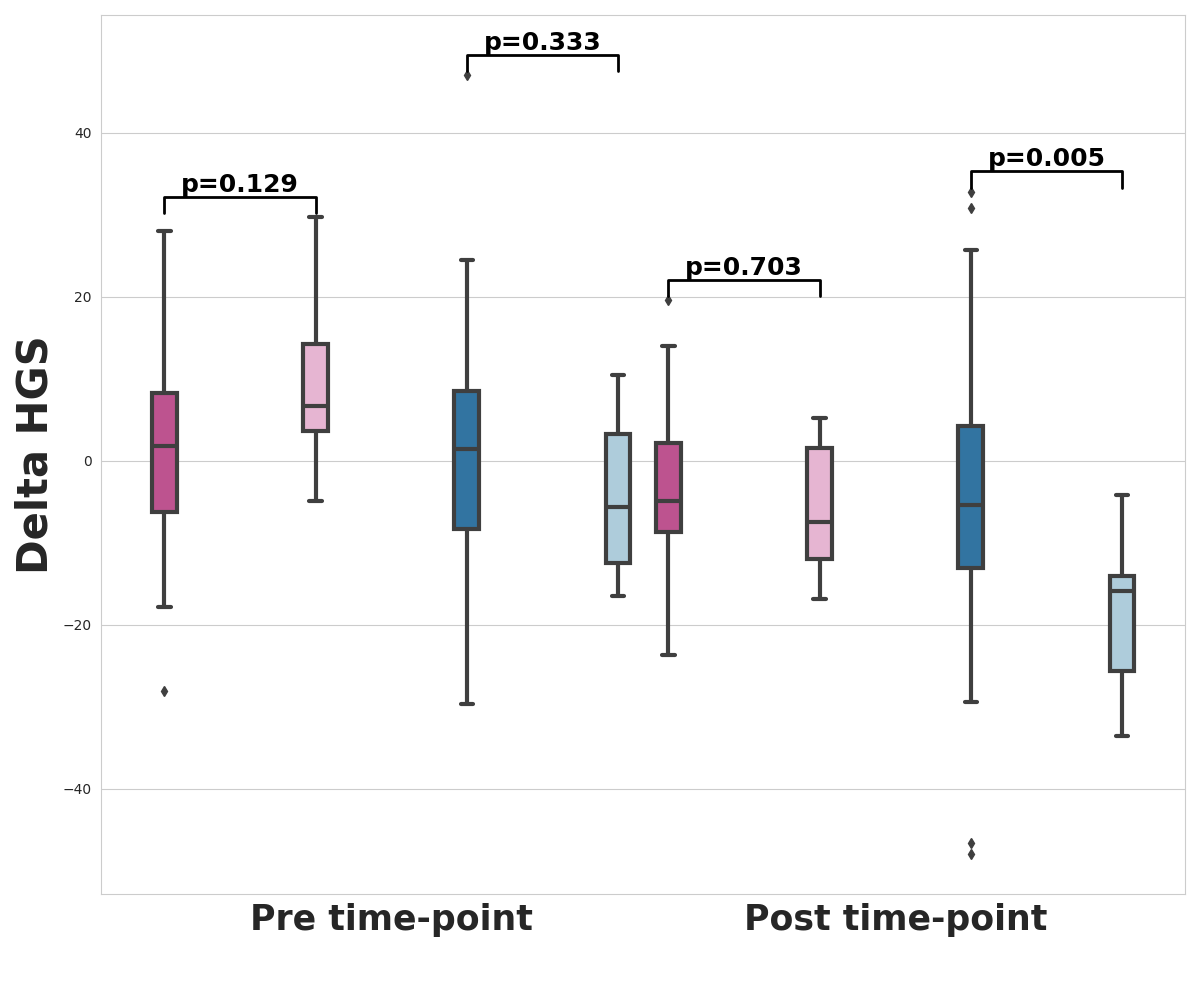 p=0.333
40
p=0.005
p=0.129
p=0.703
20
Delta HGS
0
−20
−40
Pre time-point
Post time-point